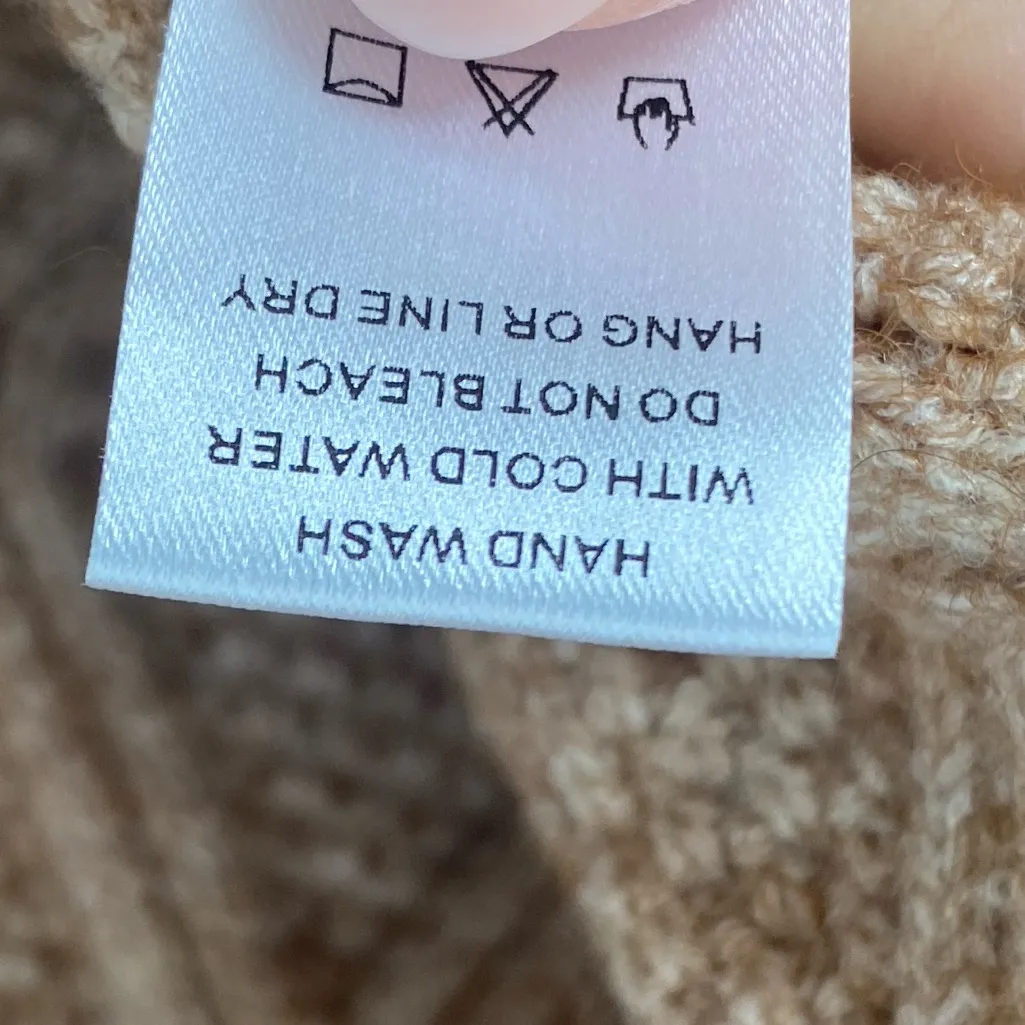 HAND WASH
WITH COLD WATER
DO NOT BLEACH
HANG OR LINE DRY